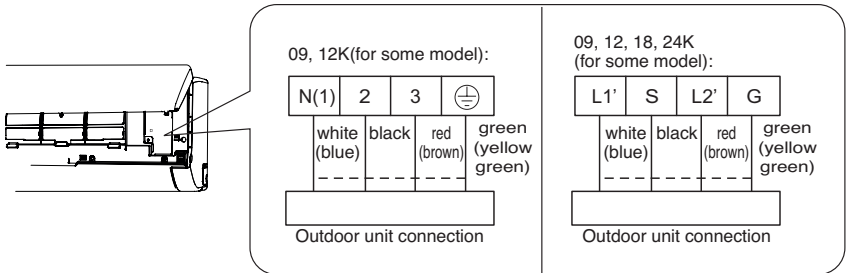 09, 12K(for some model):
N(1) 2 3
white black red green
(blue) (brown) (yellow
green)
Outdoor unit connection
09, 12, 18, 24K
(for some model):
L1' S L2' G
white black red green
(blue) (brown) (yellow
green)
Outdoor unit connection